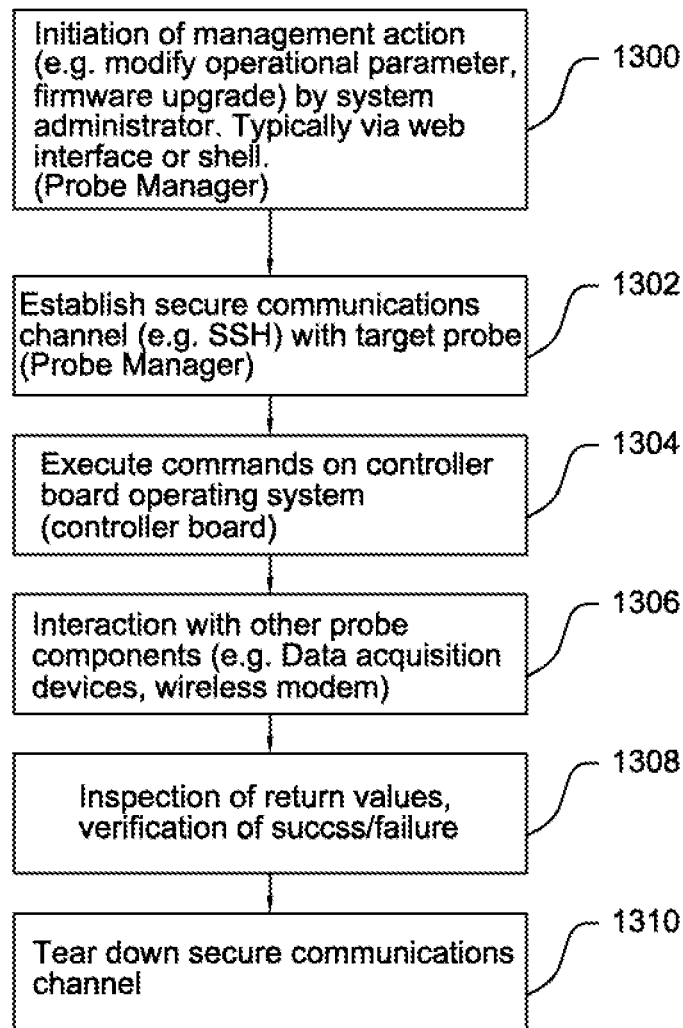 Initiation of management action
(e.g. modify operational parameter,
firmware upgrade) by system
administrator. Typically via web
interface or shell.
(Probe Manager)
1300
Establish secure communications
channel (e.g. SSH) with target probe
(Probe Manager)
1302
Execute commands on controller
board operating system
(controller board)
1304
Interaction with other probe
components (e.g. Data acquisition
devices, wireless modem)
1306
Inspection of return values,
verification of succss/failure
1308
Tear down secure communications
channel
1310